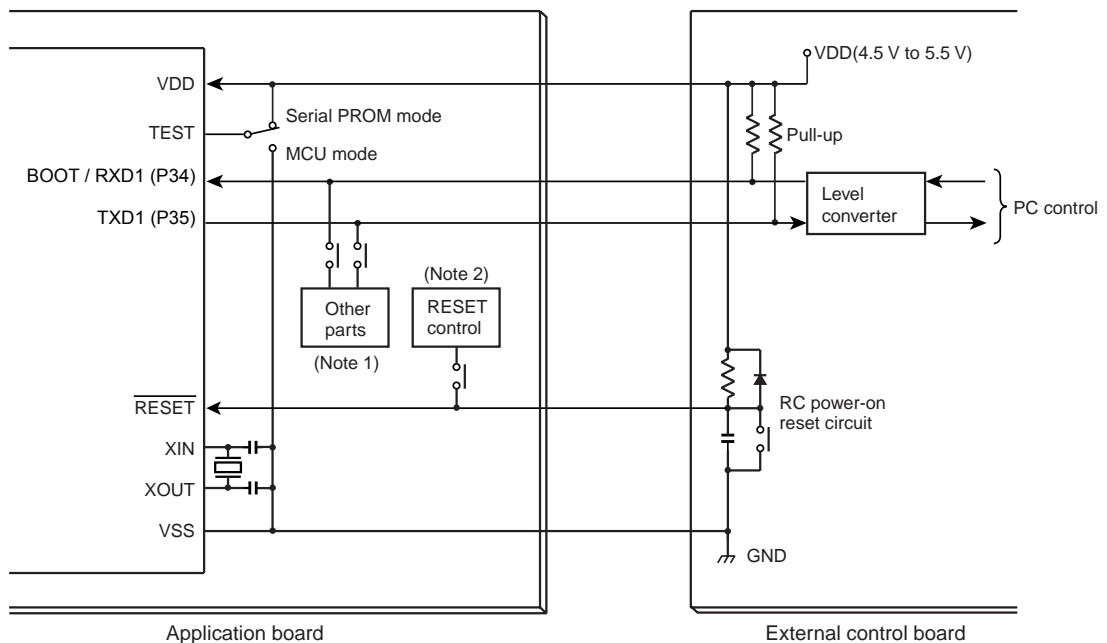 VDD(4.5 V to 5.5 V)
VDD
Serial PROM mode
TEST
Pull-up
MCU mode
BOOT / RXD1 (P34)
Level
converter
TXD1 (P35)
PC control
(Note 2)
Other
parts
RESET
control
(Note 1)
RESET
RC power-on
reset circuit
XIN
XOUT
VSS
GND
Application board
External control board